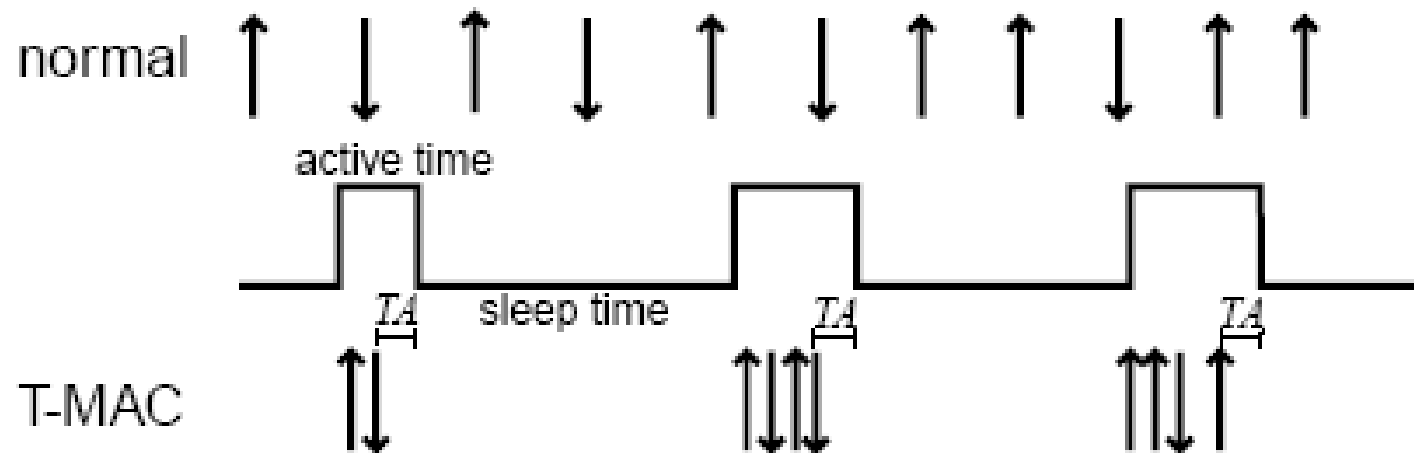 normal
active time
TA
sleep time
TA
TA
T-MAC